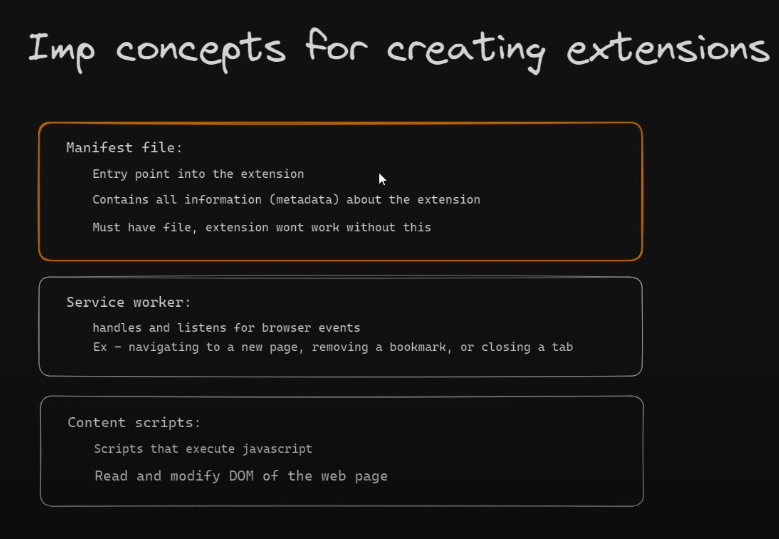 Imp concepts for creating extensions
Manifest file:
Entry point into the extension
Contains all information (metadata) about the extension
Must have file, extension wont work without this
Service worker:
handles and listens for browser events
Ex - navigating to a new page, removing a bookmark, or closing a tab
Content scripts:
Scripts that execute javascript
Read and modify DOM of the web page